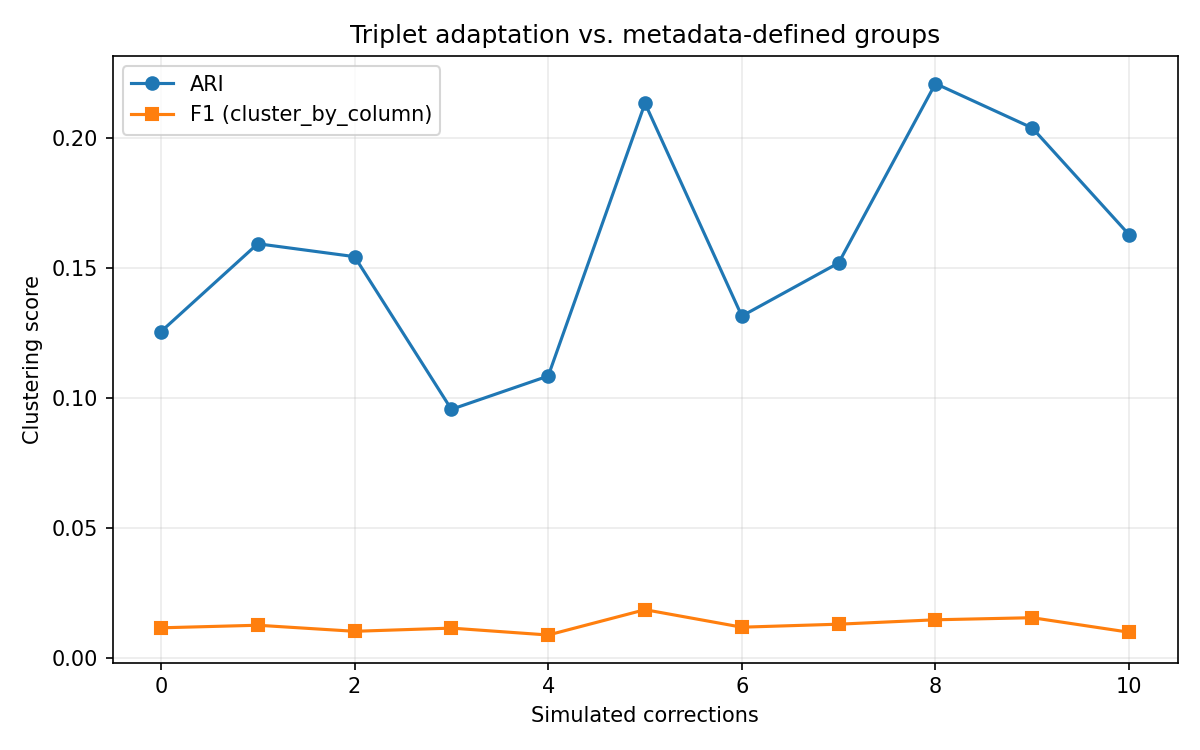 Triplet adaptation vs. metadata-defined groups
ARI
F1 (cluster_by_column)
Clustering score
0.20
0.15
0.10
0.05
0.00
0 2 4 6 8 10
Simulated corrections